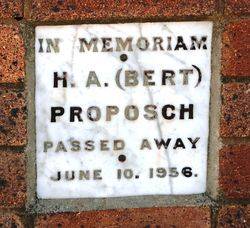 IN MEMORIAM
H. A. (BERT)
PROPOSCH
PASSED AWAY
JUNE 10. 1956.